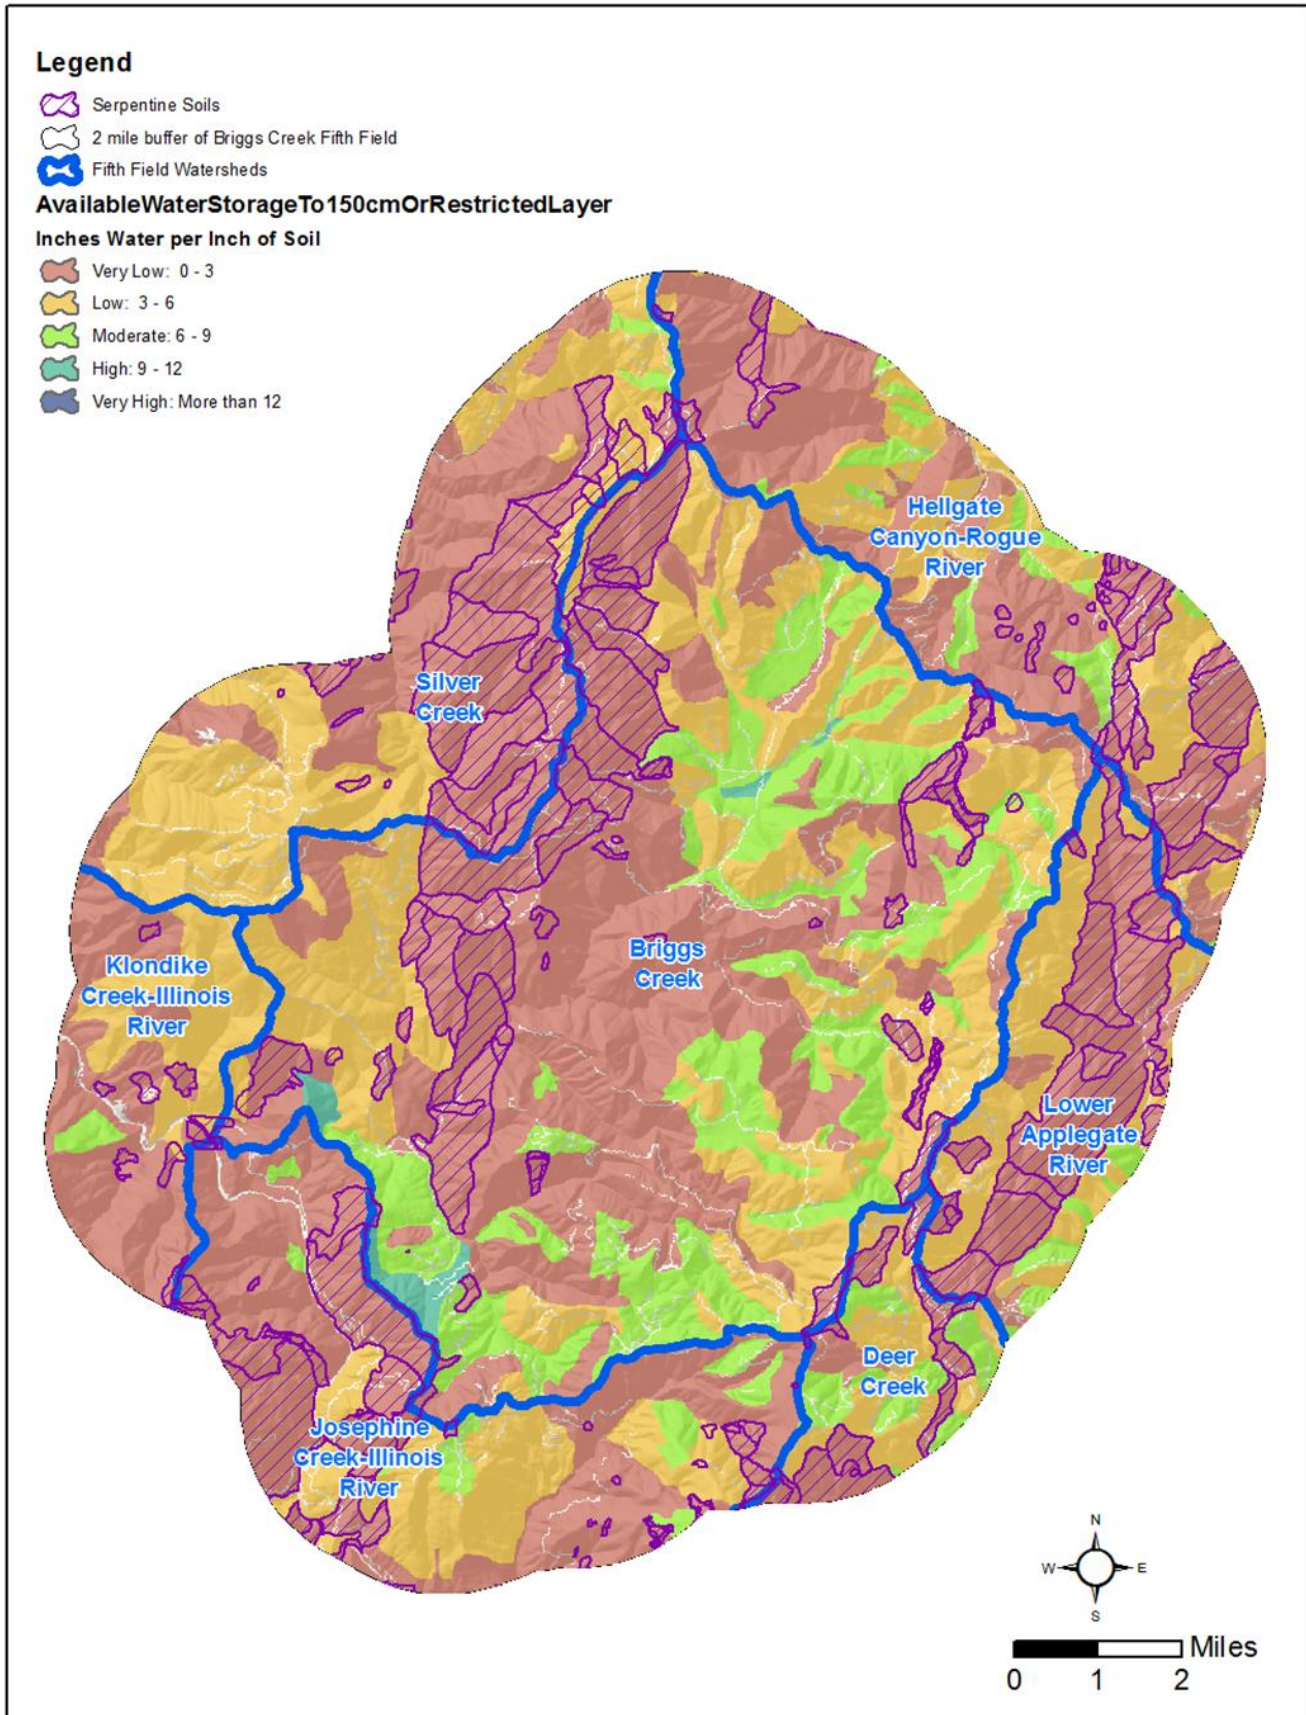 Legend
Serpentine Soils
2 mile buffer of Briggs Creek Fifth Field
Fifth Field Watersheds
AvailableWaterStorageTo150cmOrRestrictedLayer
Inches Water per Inch of Soil
Very Low: 0 - 3
Low: 3 - 6
Moderate: 6 - 9
High: 9 - 12
Very High: More than 12
Hellgate
Canyon-Rogue
River
Silver
Creek
Briggs
Creek
Klondike
Creek-Illinois
River
Lower
Applegate
River
Deer
Creek
Josephine
Creek-Illinois
River
N
W E
S
Miles
0 1 2